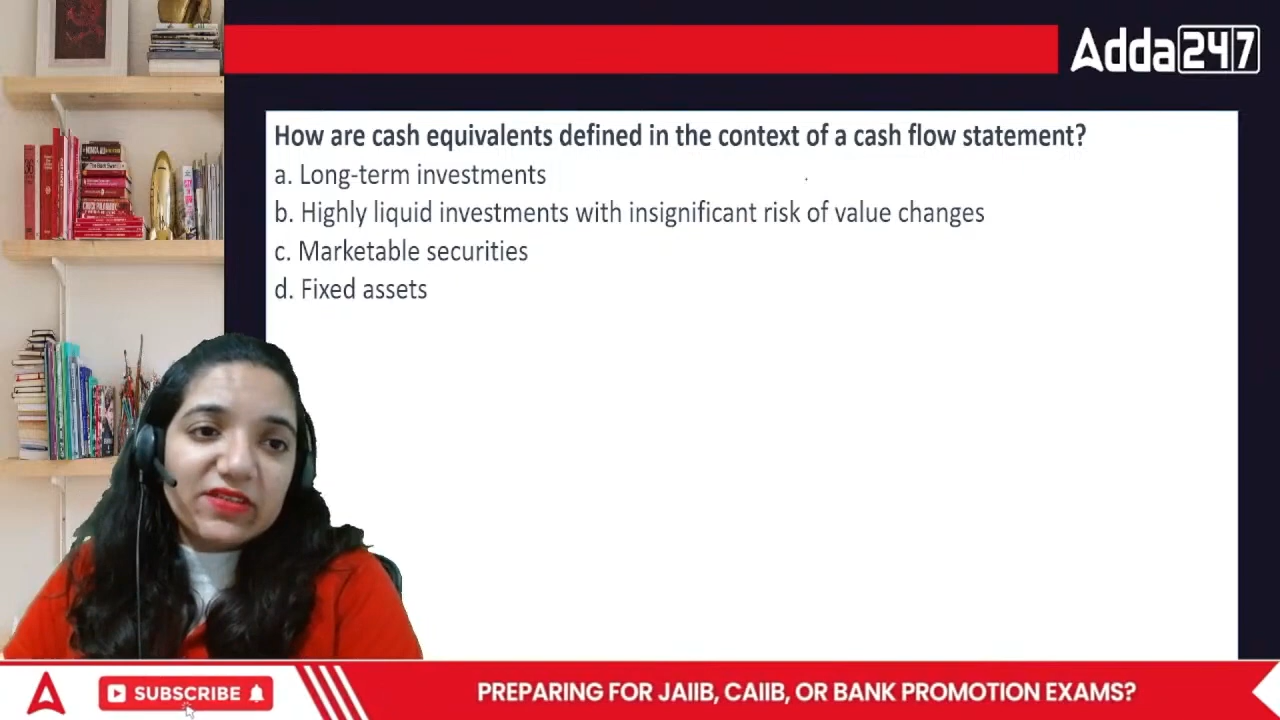 Adda247
How are cash equivalents defined in the context of a cash flow statement?
a. Long-term investments
b. Highly liquid investments with insignificant risk of value changes
c. Marketable securities
d. Fixed assets
SUBSCRIBE
PREPARING FOR JAIIB, CAIIB, OR BANK PROMOTION EXAMS?